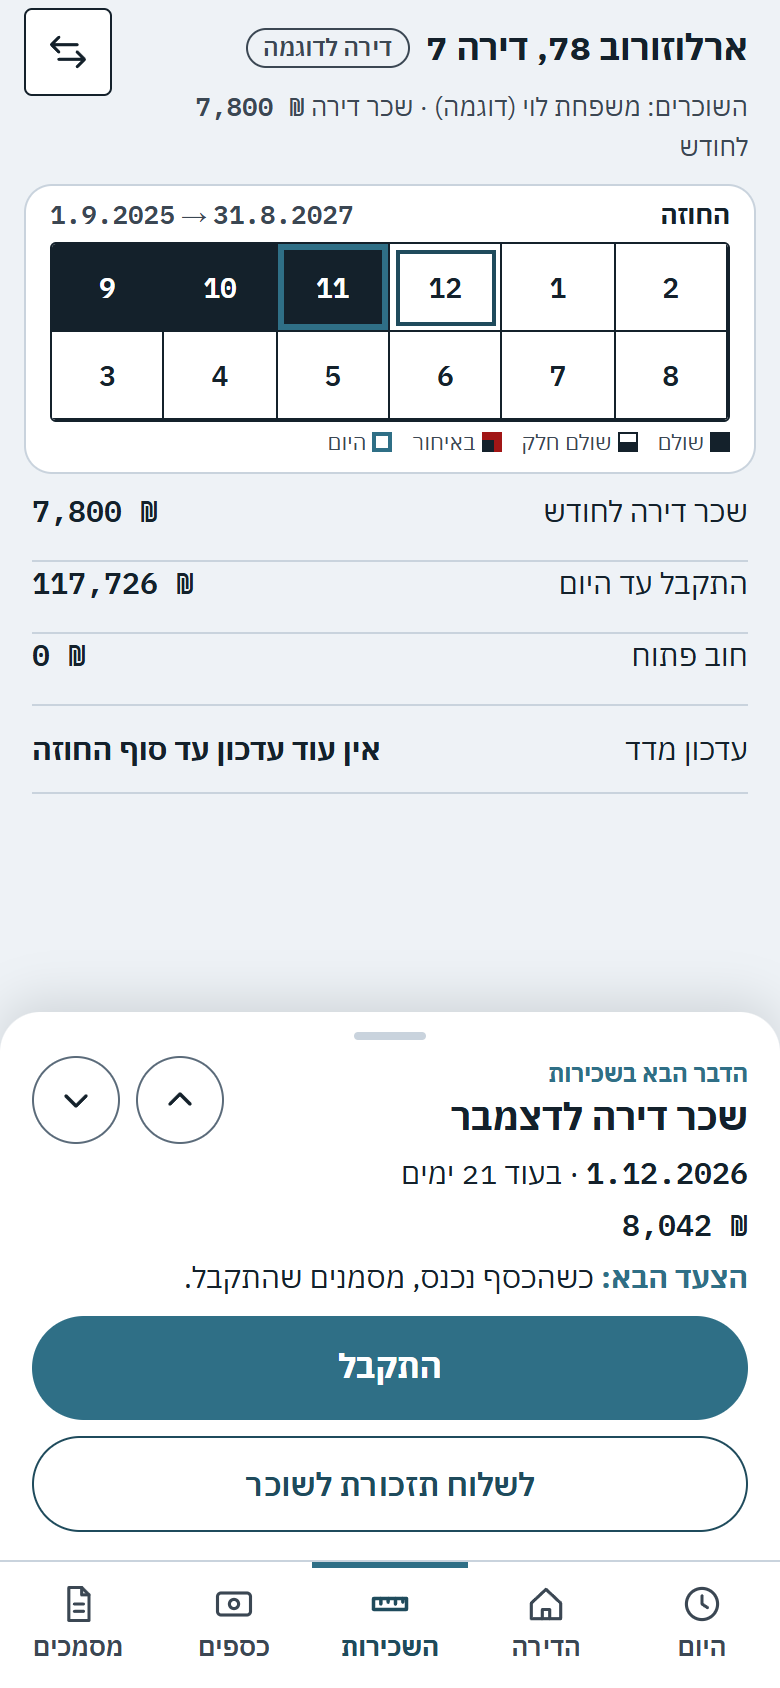 ארלוזורוב 78, דירה 7 דירה לדוגמה
השוכרים: משפחת לוי (דוגמה) · שכר דירה ₪ 7,800
לחודש
החוזה 1.9.2025 → 31.8.2027
9 10 11 12 1 2
3 4 5 6 7 8
שולם שולם חלק באיחור היום
שכר דירה לחודש ₪ 7,800
התקבל עד היום ₪ 117,726
חוב פתוח ₪ 0
עדכון מדד אין עוד עדכון עד סוף החוזה
הדבר הבא בשכירות
שכר דירה לדצמבר
1.12.2026 · בעוד 21 ימים
₪ 8,042
הצעד הבא: כשהכסף נכנס, מסמנים שהתקבל.
התקבל
לשלוח תזכורת לשוכר
היום הדירה השכירות כספים מסמכים